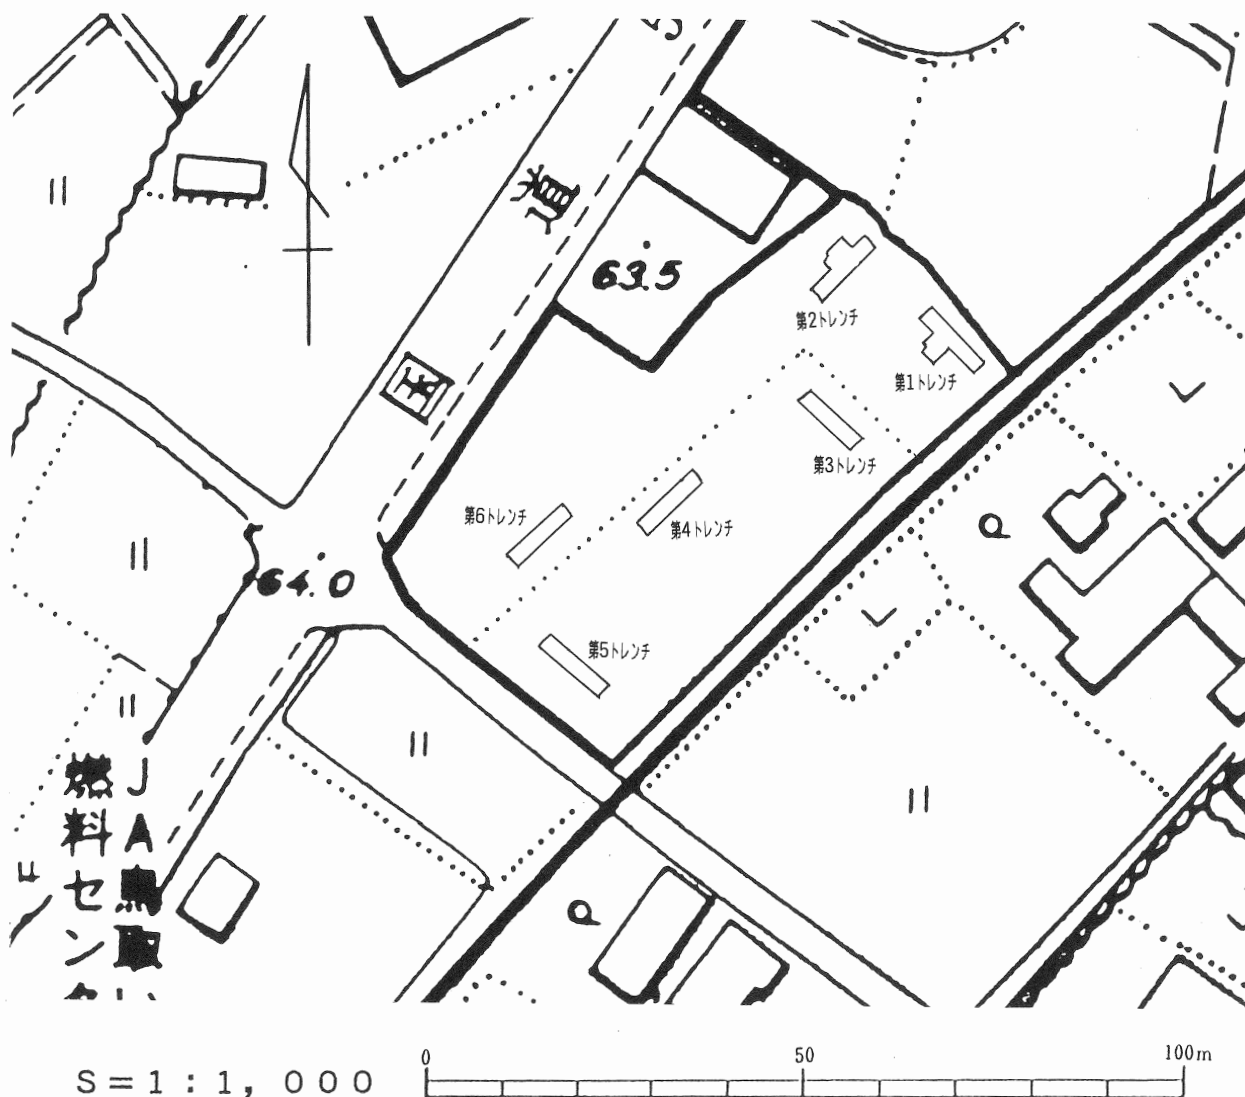 道
国
63.5
第2トレンチ
第1トレンチ
第3トレンチ
第4トレンチ
第6トレンチ
64.0
第5トレンチ
JA鳥取い
燃料センタ
S=1:1,000
0 50 100m